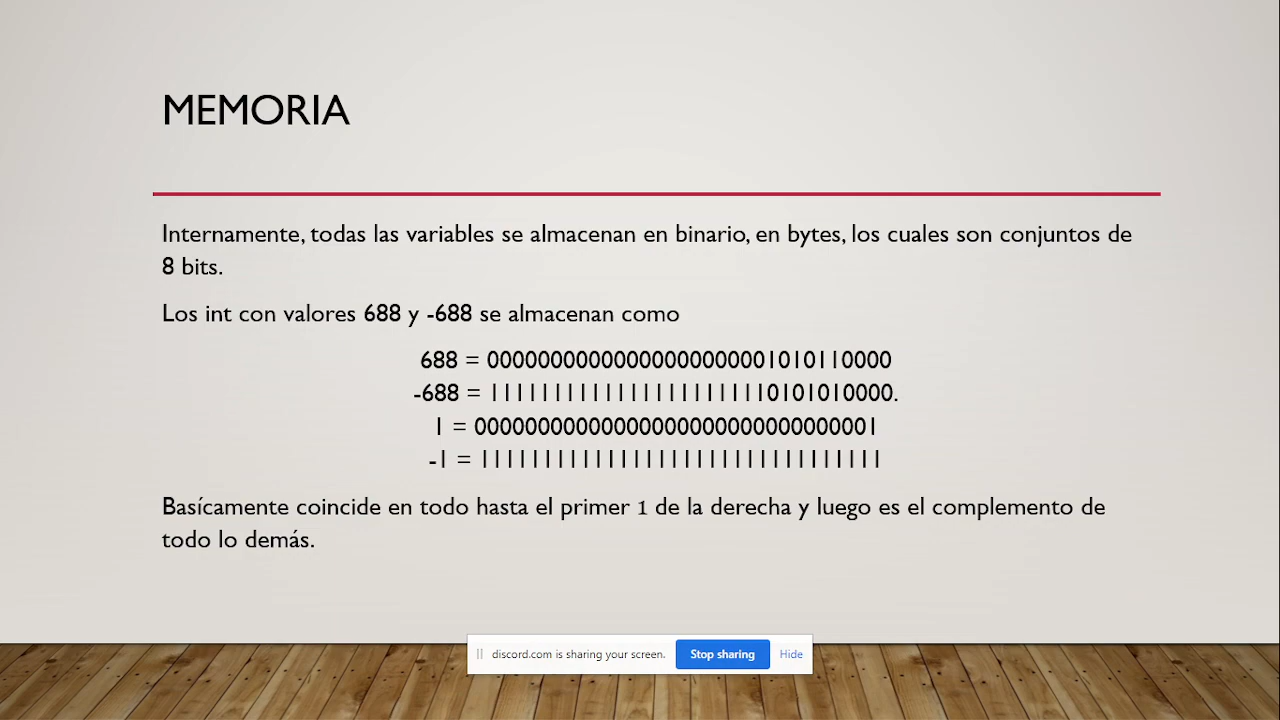 MEMORIA
Internamente, todas las variables se almacenan en binario, en bytes, los cuales son conjuntos de
8 bits.
Los int con valores 688 y -688 se almacenan como
688 = 00000000000000000000001010110000
-688 = 11111111111111111111110101010000.
1 = 00000000000000000000000000000001
-1 = 11111111111111111111111111111111
Basícamente coincide en todo hasta el primer 1 de la derecha y luego es el complemento de
todo lo demás.
discord.com is sharing your screen. Stop sharing Hide